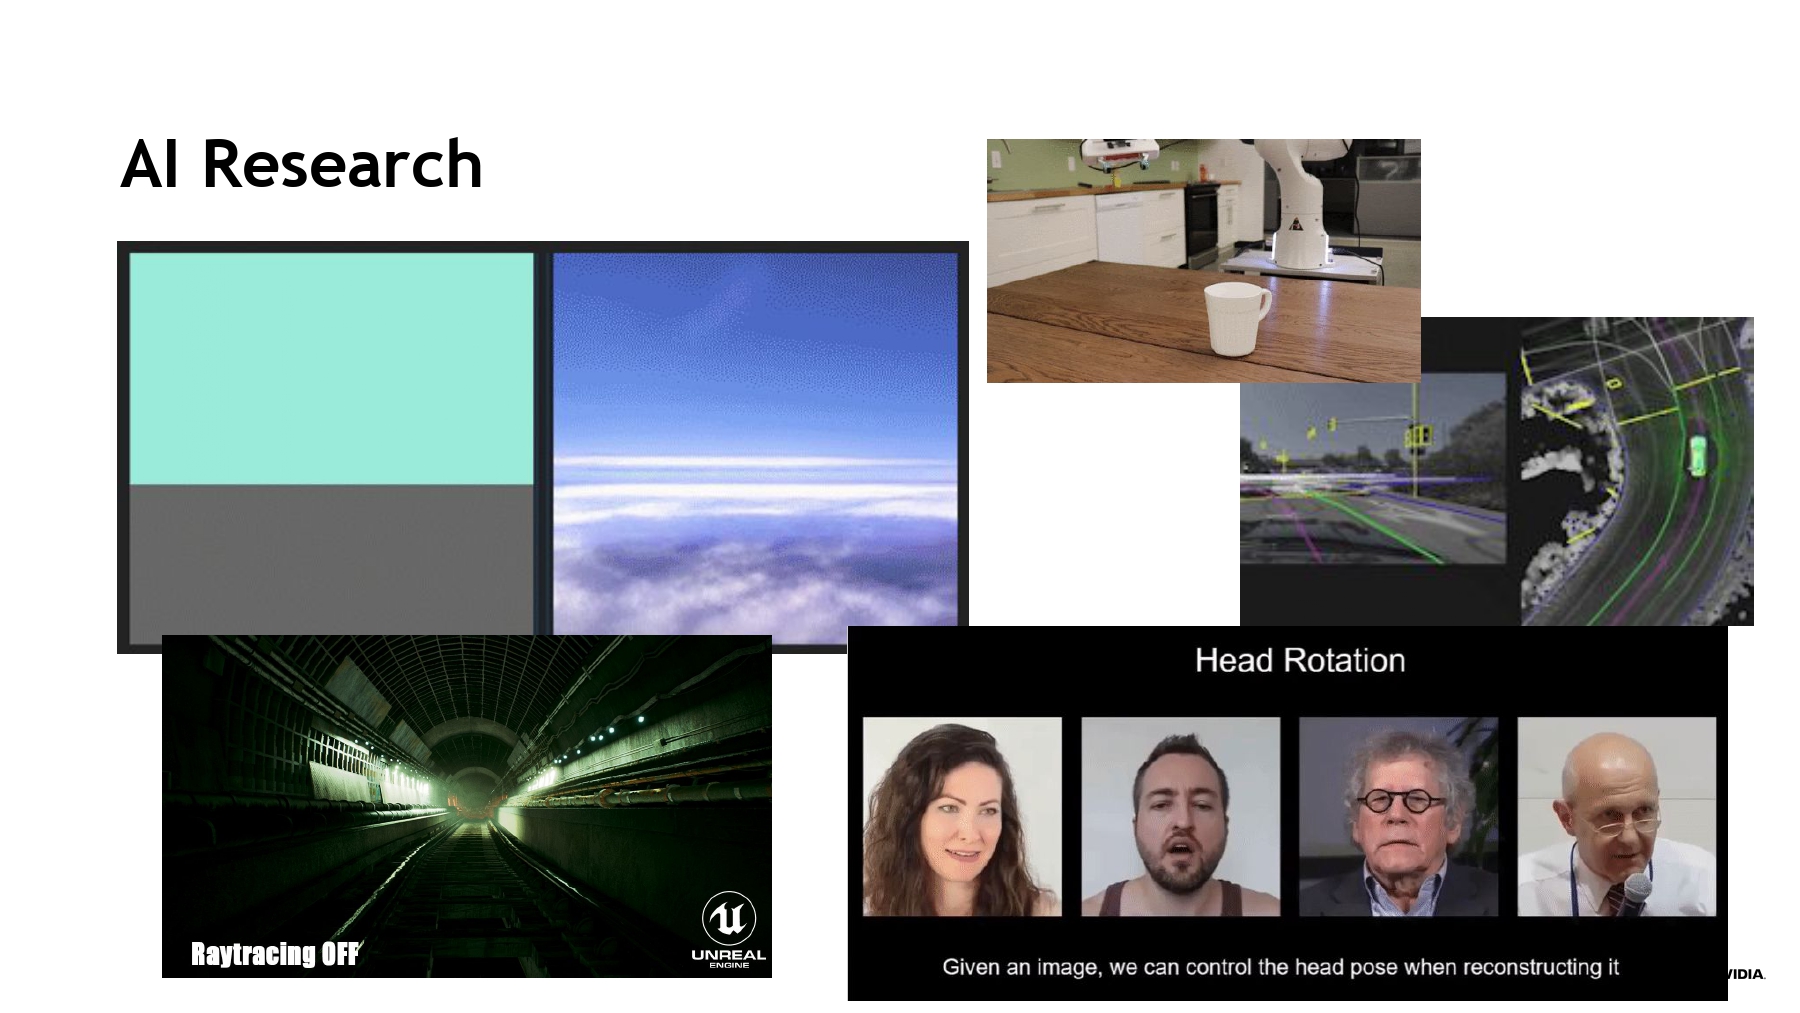 AI Research
Raytracing OFF
UNREAL
ENGINE
Head Rotation
Given an image, we can control the head pose when reconstructing it
VIDIA.